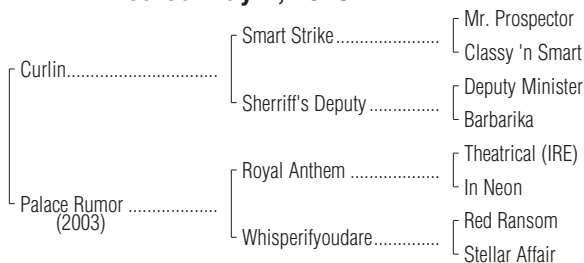 Mr. Prospector
Smart Strike
Classy 'n Smart
Curlin
Deputy Minister
Sherriff's Deputy
Barbarika
Theatrical (IRE)
Royal Anthem
In Neon
Palace Rumor
(2003)
Red Ransom
Whisperifyoudare
Stellar Affair